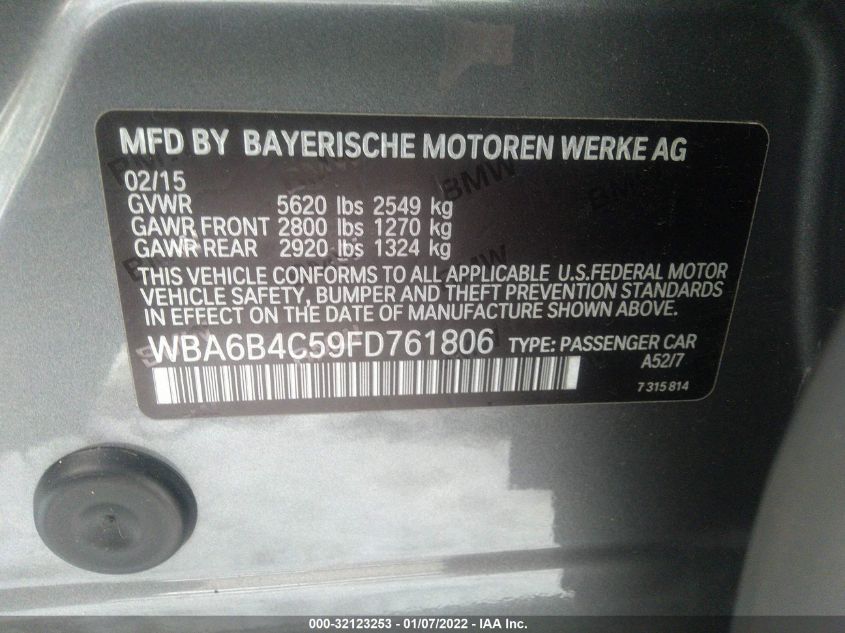 MFD BY BAYERISCHE MOTOREN WERKE AG
02/15
GVWR 5620 lbs 2549 kg
GAWR FRONT 2800 lbs 1270 kg
GAWR REAR 2920 lbs 1324 kg
THIS VEHICLE CONFORMS TO ALL APPLICABLE U.S.FEDERAL MOTOR
VEHICLE SAFETY, BUMPER AND THEFT PREVENTION STANDARDS
IN EFFECT ON THE DATE OF MANUFACTURE SHOWN ABOVE.
WBA6B4C59FD761806 TYPE: PASSENGER CAR
A52/7
7 315 814
000-32123253 - 01/07/2022 - IAA Inc.